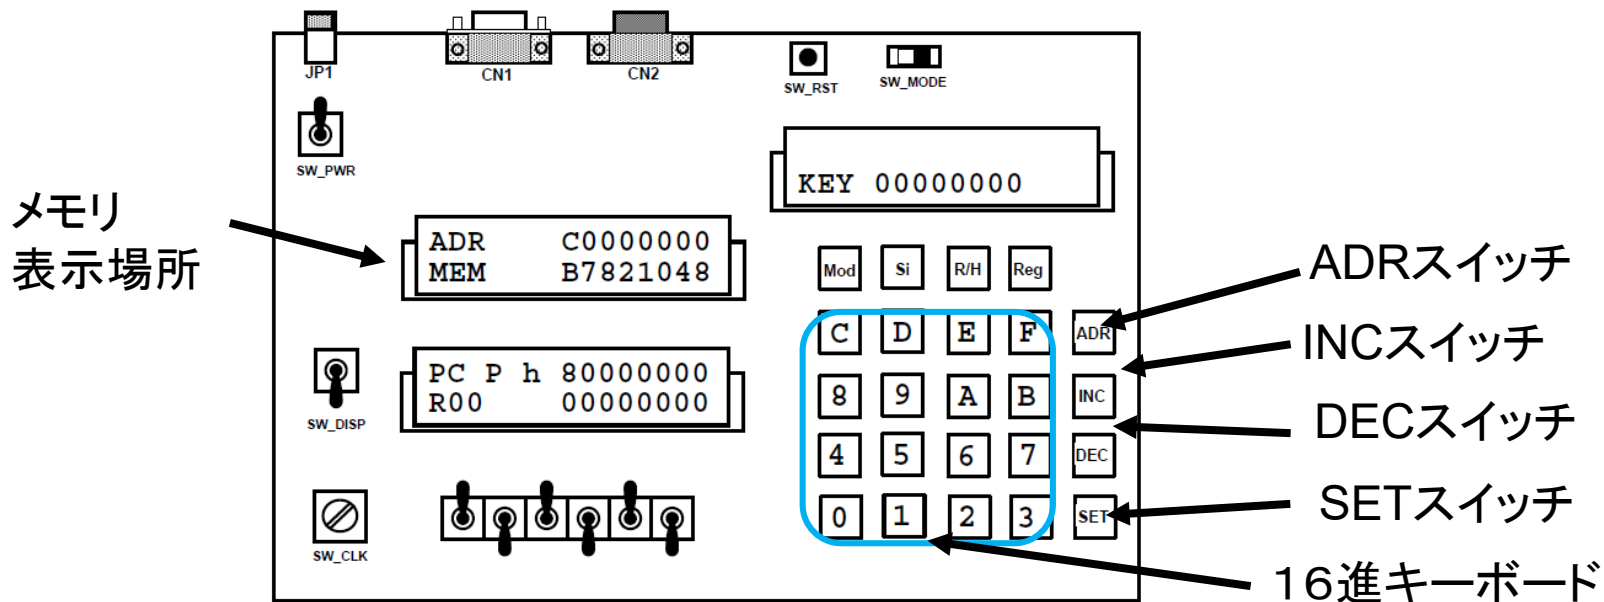 JP1
CN1
CN2
SW_RST
SW_MODE
SW_PWR
KEY 00000000
メモリ
表示場所
ADR C0000000
MEM B7821048
Mod Si R/H Reg
ADRスイッチ
C D E F ADR
INCスイッチ
PC P h 80000000
R00 00000000
8 9 A B INC
DECスイッチ
SW_DISP
4 5 6 7 DEC
SETスイッチ
0 1 2 3 SET
SW_CLK
16進キーボード